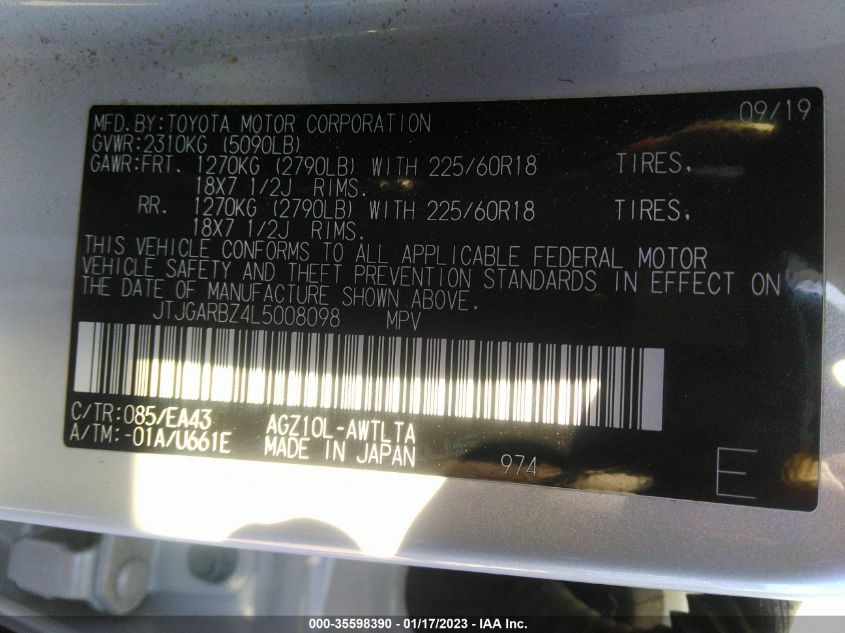 MFD.BY:TOYOTA MOTOR CORPORATION 09/19
GVWR:2310KG (5090LB)
GAWR:FRT. 1270KG (2790LB) WITH 225/60R18 TIRES,
18X7 1/2J RIMS.
RR. 1270KG (2790LB) WITH 225/60R18 TIRES,
18X7 1/2J RIMS.
THIS VEHICLE CONFORMS TO ALL APPLICABLE FEDERAL MOTOR
VEHICLE SAFETY AND THEFT PREVENTION STANDARDS IN EFFECT ON
THE DATE OF MANUFACTURE SHOWN ABOVE.
JTJGARBZ4L5008098 MPV
C/TR:085/EA43 AGZ10L-AWTLTA
A/TM:-01A/U661E MADE IN JAPAN 974 E
000-35598390 - 01/17/2023 - IAA Inc.